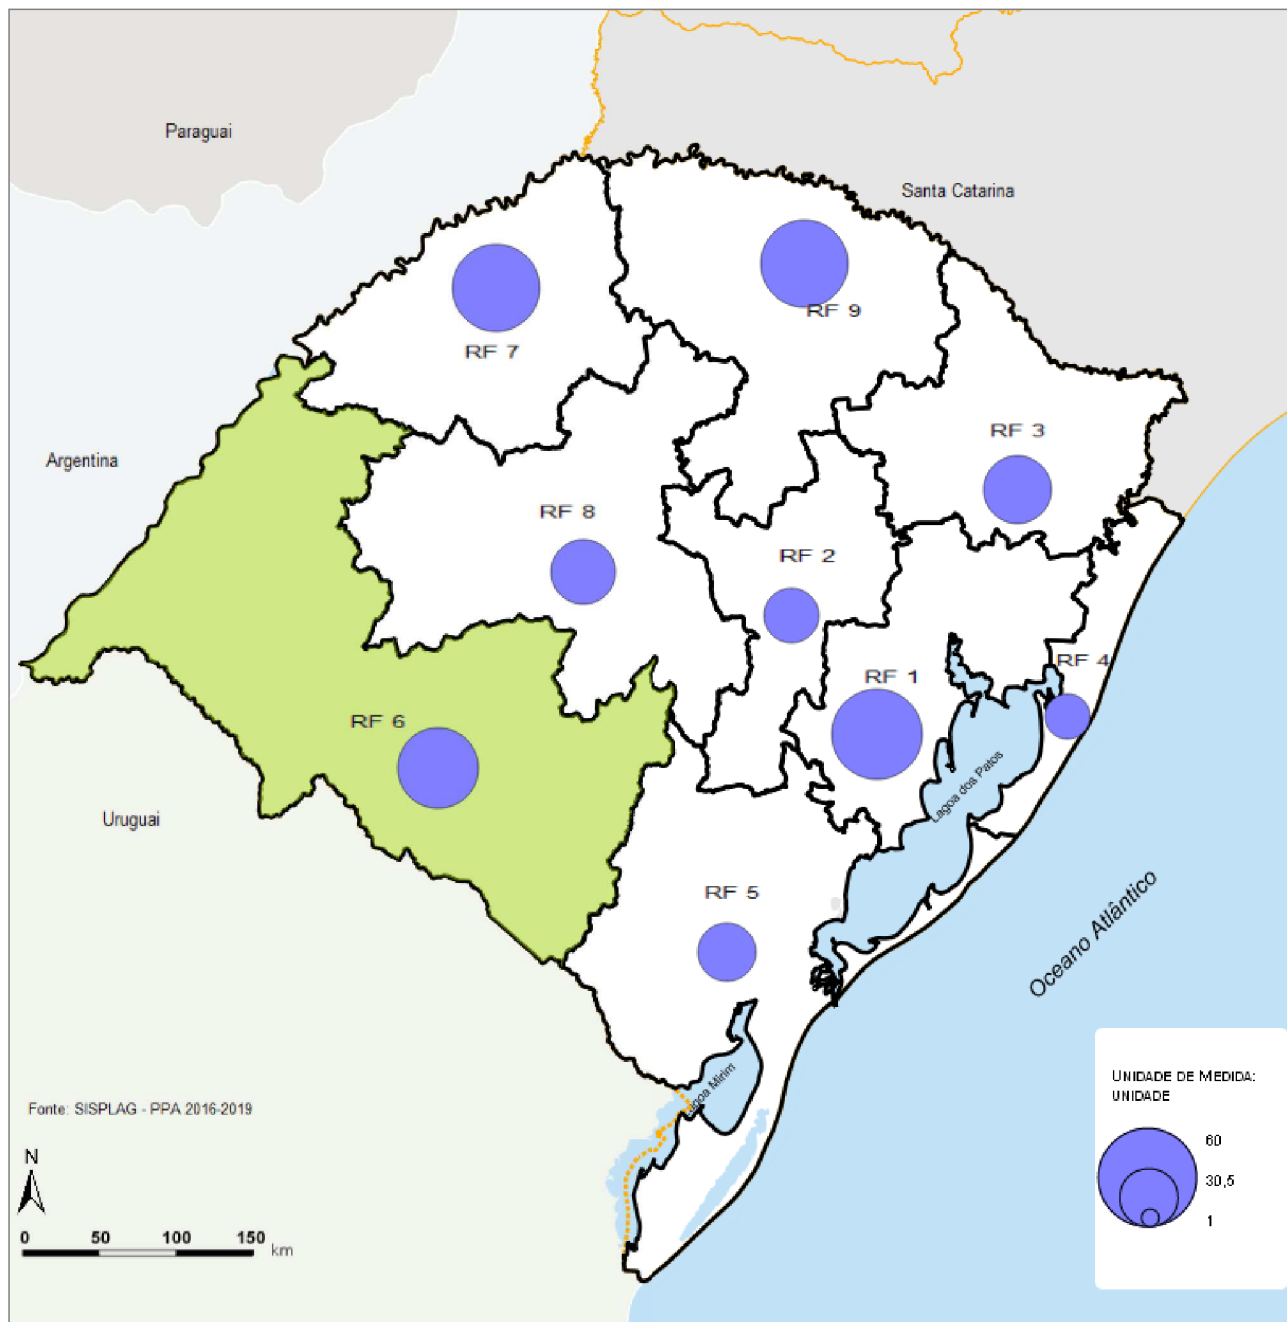 Paraguai
Santa Catarina
RF 9
RF 7
RF 3
Argentina
RF 8
RF 2
RF 4
RF 1
RF 6
Lagoa dos Patos
Uruguai
RF 5
Oceano Atlântico
Lagoa Mirim
UNIDADE DE MEDIDA:
UNIDADE
60
30,5
1
Fonte: SISPLAG - PPA 2016-2019
N
0 50 100 150
km